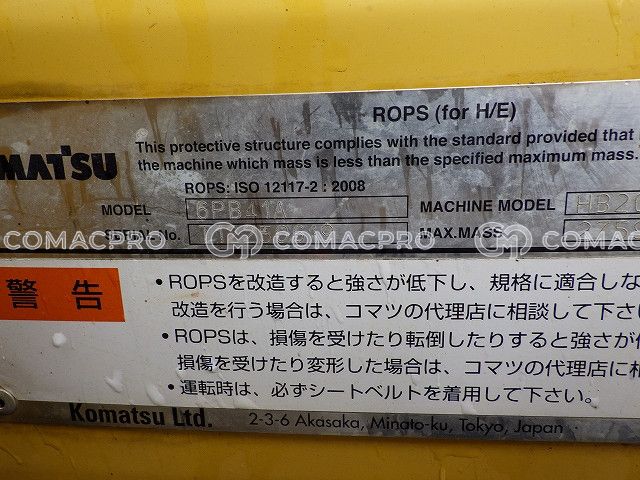 ROPS (for H/E)
MATSU
This protective structure complies with the standard provided that
the machine which mass is less than the specified maximum mass.
ROPS: ISO 12117-2 : 2008
MODEL 6PB41A MACHINE MODEL HB20
SERIAL No. MAX.MASS
COMACPRO COMACPRO COMACPRO
警告
・ROPSを改造すると強さが低下し、規格に適合しな
改造を行う場合は、コマツの代理店に相談して下さい
・ROPSは、損傷を受けたり転倒したりすると強さが低
損傷を受けたり変形した場合は、コマツの代理店に相
・運転時は、必ずシートベルトを着用して下さい。
Komatsu Ltd. 2-3-6 Akasaka, Minato-ku, Tokyo, Japan